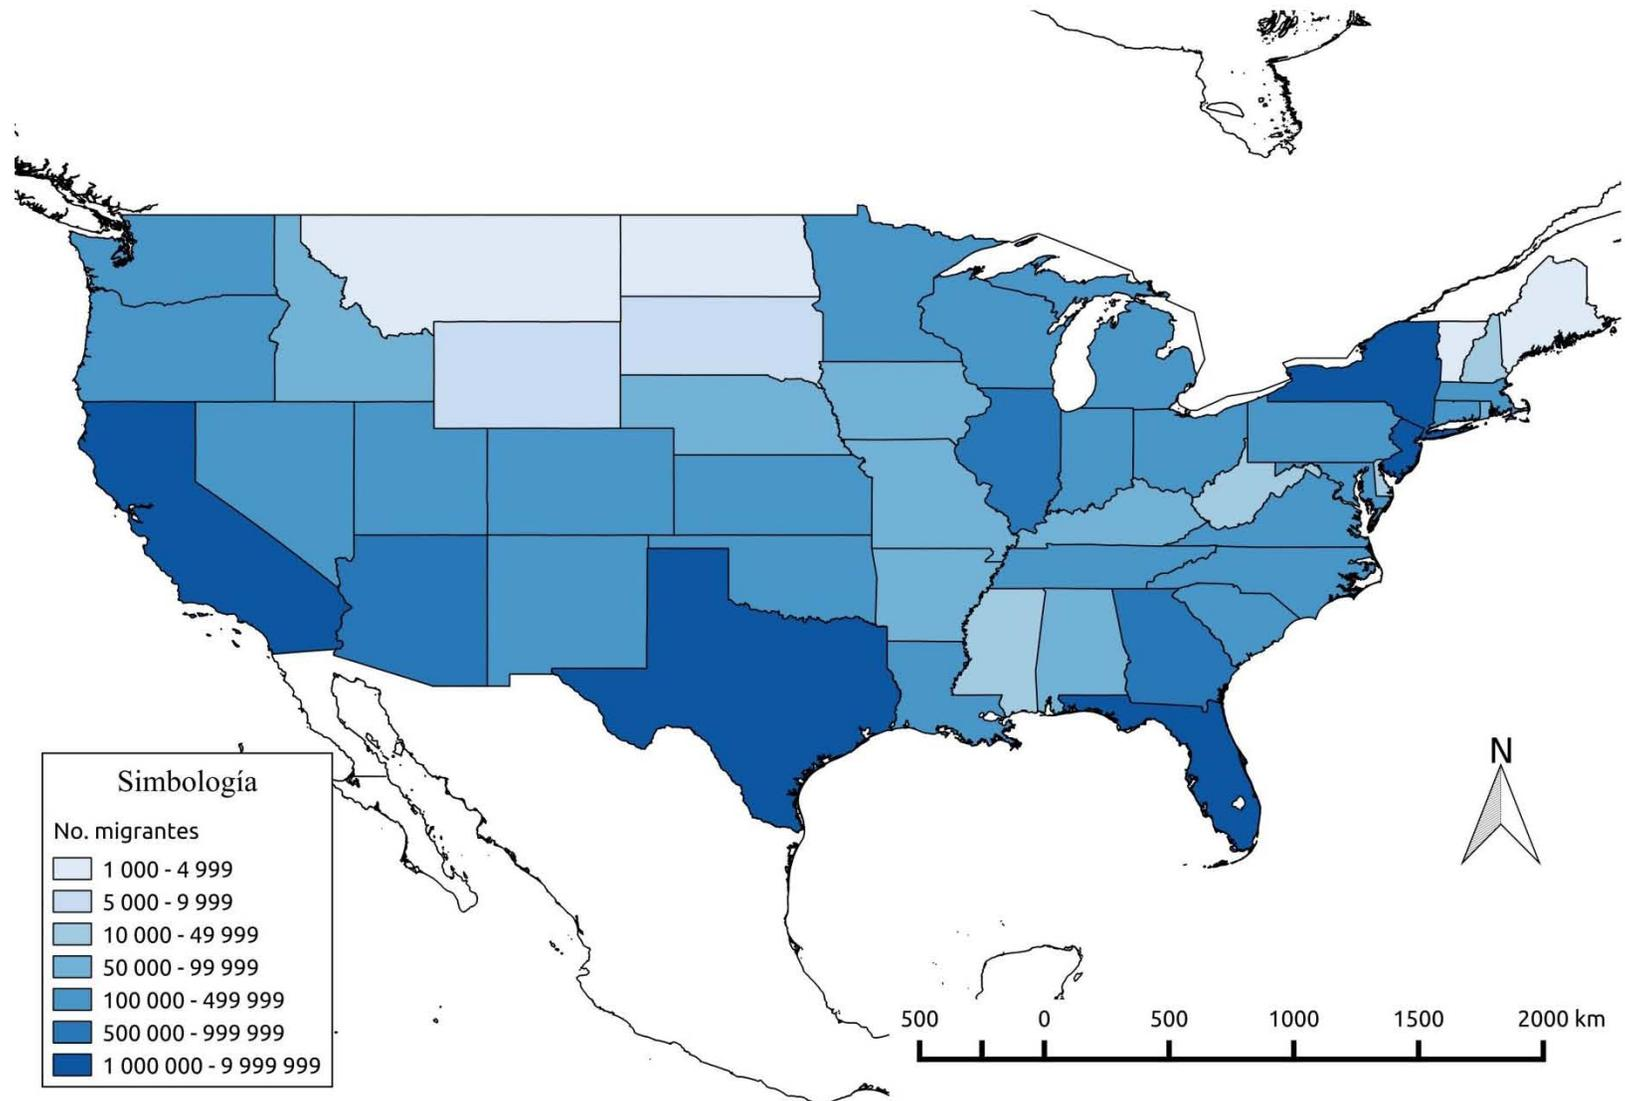 N
Simbología
No. migrantes
1 000 - 4 999
5 000 - 9 999
10 000 - 49 999
50 000 - 99 999
100 000 - 499 999
500 000 - 999 999
1 000 000 - 9 999 999
500 0 500 1000 1500 2000 km